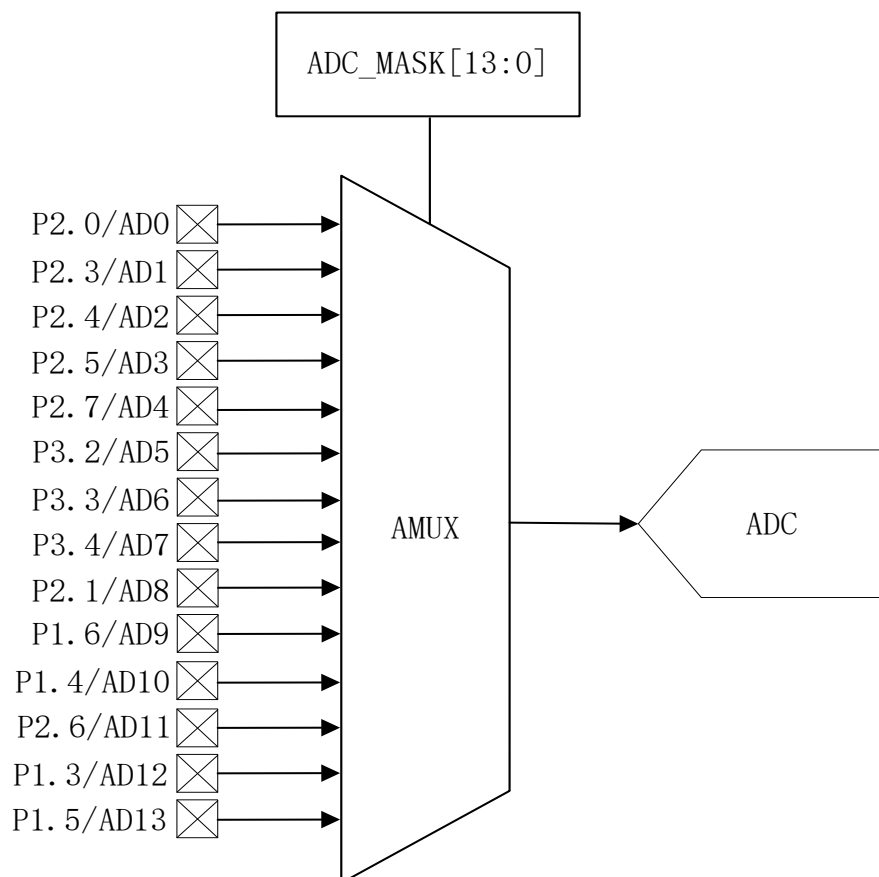 ADC_MASK[13:0]
P2.0/AD0
P2.3/AD1
P2.4/AD2
P2.5/AD3
P2.7/AD4
P3.2/AD5
P3.3/AD6
P3.4/AD7
P2.1/AD8
P1.6/AD9
P1.4/AD10
P2.6/AD11
P1.3/AD12
P1.5/AD13
AMUX
ADC